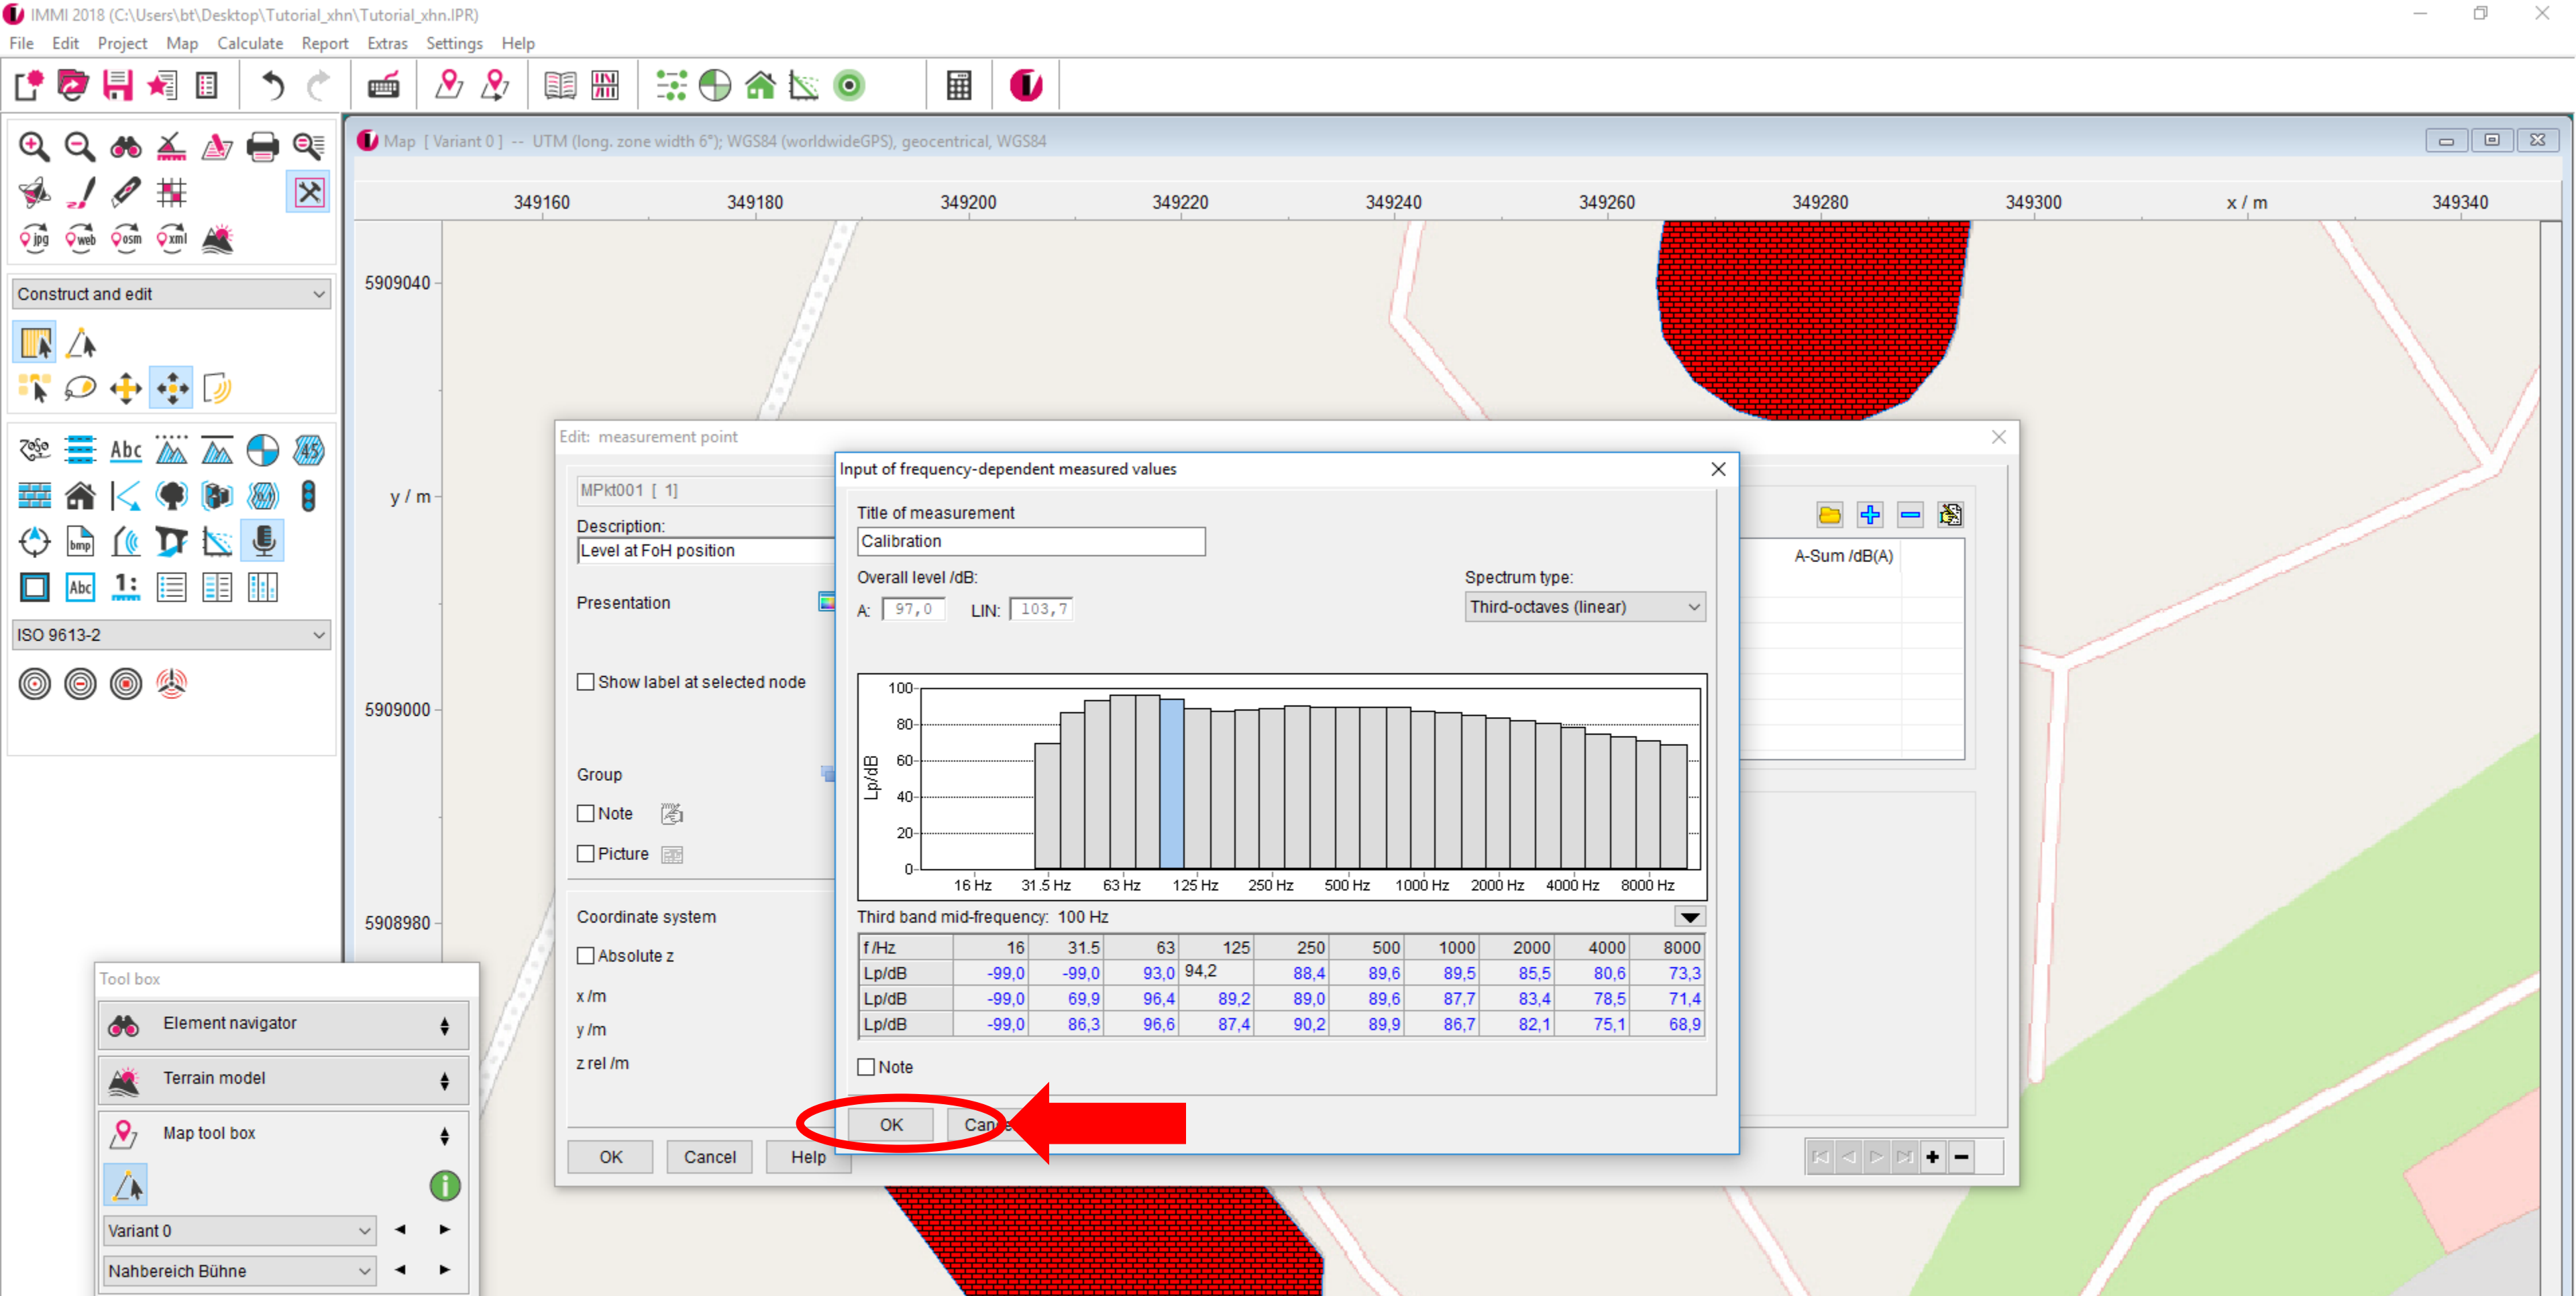 IMMI 2018 (C:\Users\bt\Desktop\Tutorial_xhn\Tutorial_xhn.IPR)
File Edit Project Map Calculate Report Extras Settings Help
jpg web osm xml
Construct and edit
Abc 45
bmp
Abc 1:
ISO 9613-2
Map [ Variant 0 ] -- UTM (long. zone width 6°); WGS84 (worldwideGPS), geocentrical, WGS84
349160 349180 349200 349220 349240 349260 349280 349300 x / m 349340
5909040
y / m
5909000
5908980
Edit: measurement point
MPkt001 [ 1]
Description:
Level at FoH position
Presentation
Show label at selected node
Group
Note
Picture
Coordinate system
Absolute z
x /m
y /m
z rel /m
OK Cancel Help
A-Sum /dB(A)
Input of frequency-dependent measured values
Title of measurement
Calibration
Overall level /dB:
A: 97,0 LIN: 103,7
Spectrum type:
Third-octaves (linear)
Lp/dB
100
80
60
40
20
0
16 Hz 31.5 Hz 63 Hz 125 Hz 250 Hz 500 Hz 1000 Hz 2000 Hz 4000 Hz 8000 Hz
Third band mid-frequency: 100 Hz
f /Hz 16 31.5 63 125 250 500 1000 2000 4000 8000
Lp/dB -99,0 -99,0 93,0 94,2 88,4 89,6 89,5 85,5 80,6 73,3
Lp/dB -99,0 69,9 96,4 89,2 89,0 89,6 87,7 83,4 78,5 71,4
Lp/dB -99,0 86,3 96,6 87,4 90,2 89,9 86,7 82,1 75,1 68,9
Note
OK
Tool box
Element navigator
Terrain model
Map tool box
Variant 0
Nahbereich Bühne